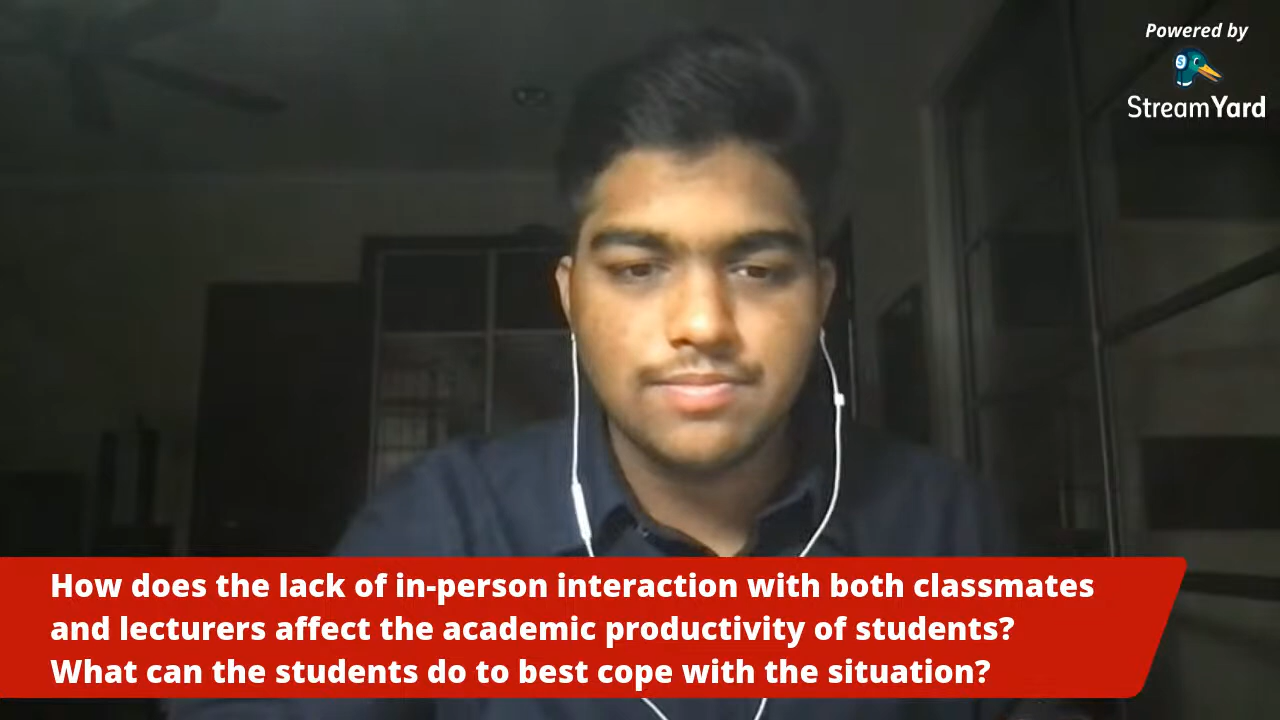 Powered by
S
StreamYard
How does the lack of in-person interaction with both classmates
and lecturers affect the academic productivity of students?
What can the students do to best cope with the situation?